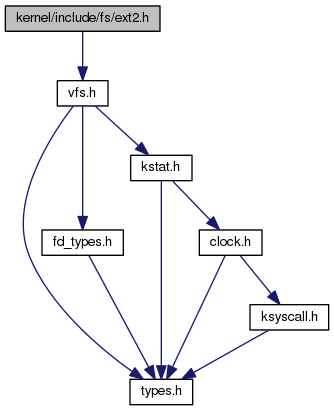 kernel/include/fs/ext2.h
vfs.h
kstat.h
fd_types.h
clock.h
ksyscall.h
types.h